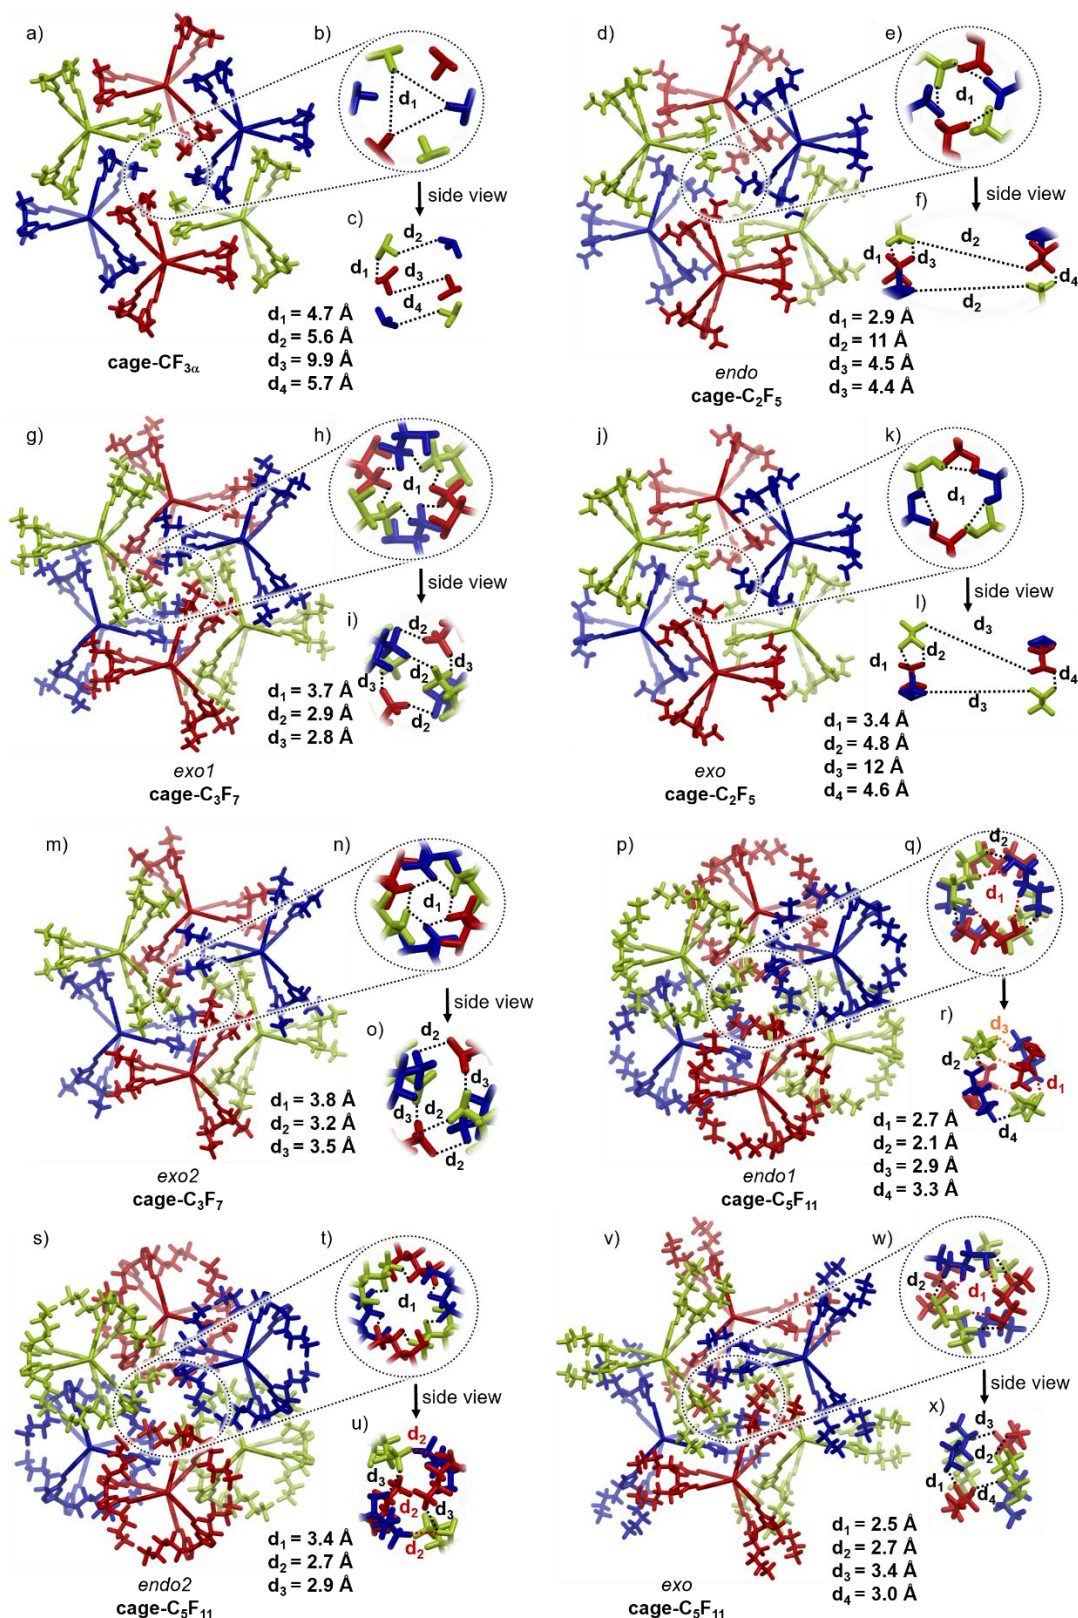 a)
b)
d₁
side view
c)
d₂
d₁
d₃
d₄
d₁ = 4.7 Å
d₂ = 5.6 Å
d₃ = 9.9 Å
d₄ = 5.7 Å
cage-CF₃α
d)
e)
d₁
side view
f)
d₂
d₁
d₃
d₄
d₂
d₁ = 2.9 Å
d₂ = 11 Å
d₃ = 4.5 Å
d₃ = 4.4 Å
endo
cage-C₂F₅
g)
h)
d₁
side view
i)
d₂
d₃
d₂
d₃
d₂
d₁ = 3.7 Å
d₂ = 2.9 Å
d₃ = 2.8 Å
exo1
cage-C₃F₇
j)
k)
d₁
side view
l)
d₃
d₁
d₂
d₄
d₃
d₁ = 3.4 Å
d₂ = 4.8 Å
d₃ = 12 Å
d₄ = 4.6 Å
exo
cage-C₂F₅
m)
n)
d₁
side view
o)
d₂
d₃
d₃
d₂
d₂
d₁ = 3.8 Å
d₂ = 3.2 Å
d₃ = 3.5 Å
exo2
cage-C₃F₇
p)
q)
d₂
d₁
side view
r)
d₃
d₂
d₁
d₄
d₁ = 2.7 Å
d₂ = 2.1 Å
d₃ = 2.9 Å
d₄ = 3.3 Å
endo1
cage-C₅F₁₁
s)
t)
d₁
side view
u)
d₂
d₃
d₂
d₃
d₂
d₁ = 3.4 Å
d₂ = 2.7 Å
d₃ = 2.9 Å
endo2
cage-C₅F₁₁
v)
w)
d₂
d₁
side view
x)
d₃
d₂
d₁
d₄
d₁ = 2.5 Å
d₂ = 2.7 Å
d₃ = 3.4 Å
d₄ = 3.0 Å
exo
cage-C₅F₁₁